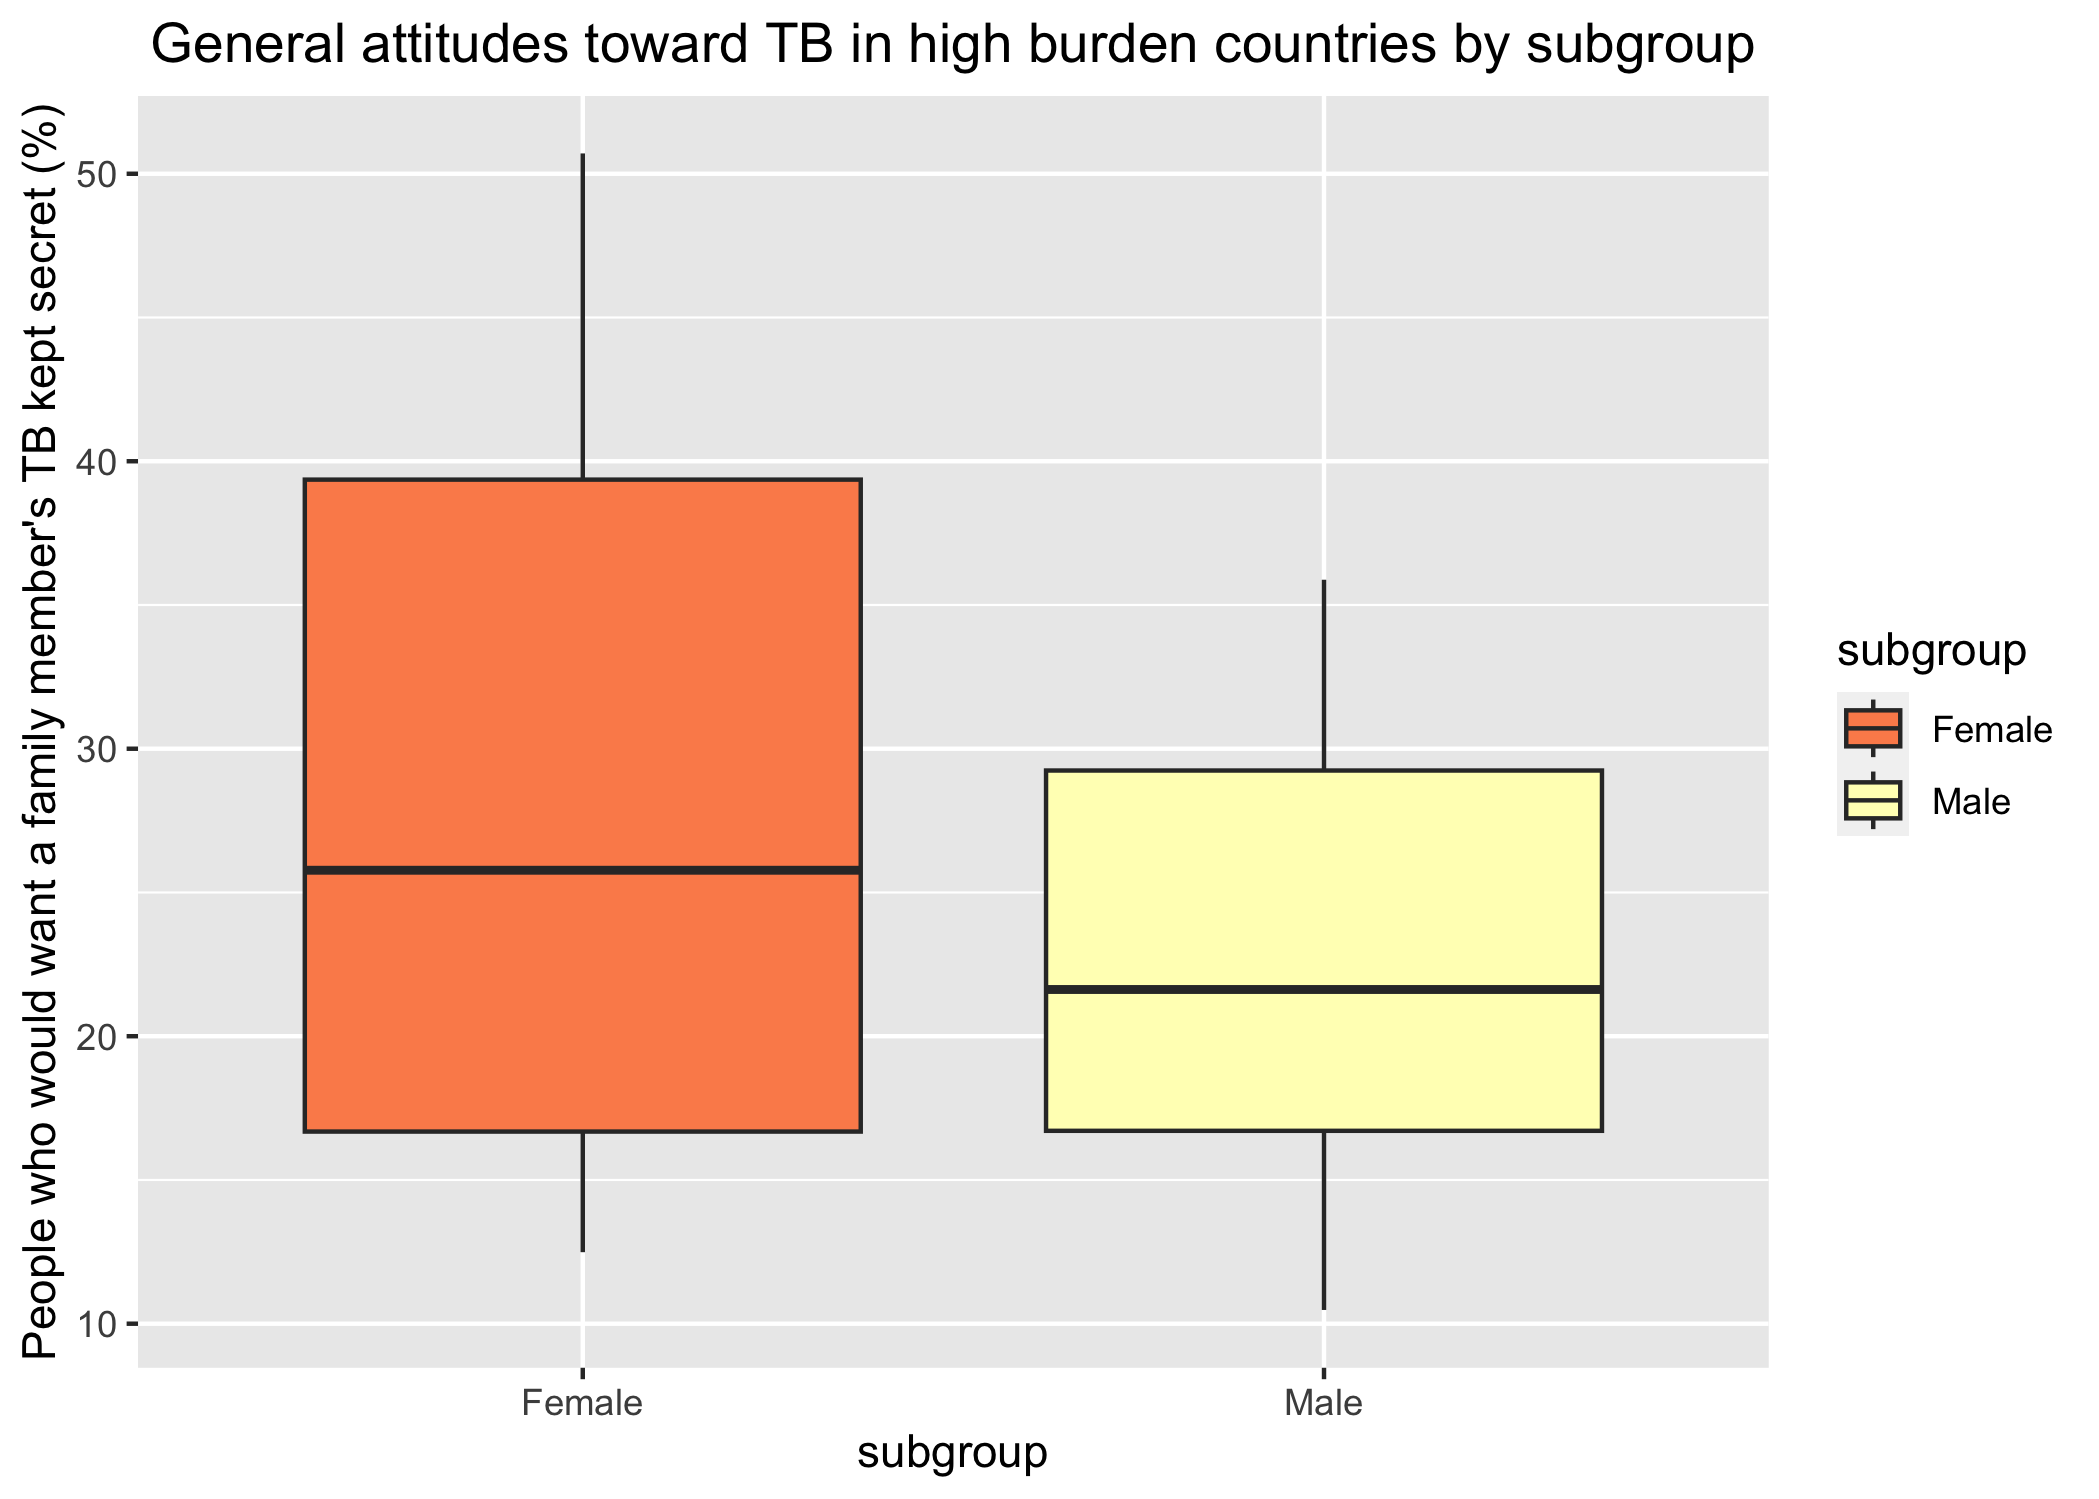 General attitudes toward TB in high burden countries by subgroup
People who would want a family member's TB kept secret (%)
50
40
30
20
10
Female
Male
subgroup
subgroup
Female
Male